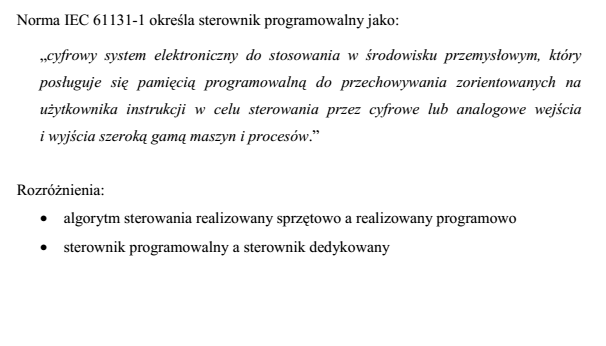 Norma IEC 61131-1 określa sterownik programowalny jako:
„cyfrowy system elektroniczny do stosowania w środowisku przemysłowym, który
posługuje się pamięcią programowalną do przechowywania zorientowanych na
użytkownika instrukcji w celu sterowania przez cyfrowe lub analogowe wejścia
i wyjścia szeroką gamą maszyn i procesów.”
Rozróżnienia:
• algorytm sterowania realizowany sprzętowo a realizowany programowo
• sterownik programowalny a sterownik dedykowany